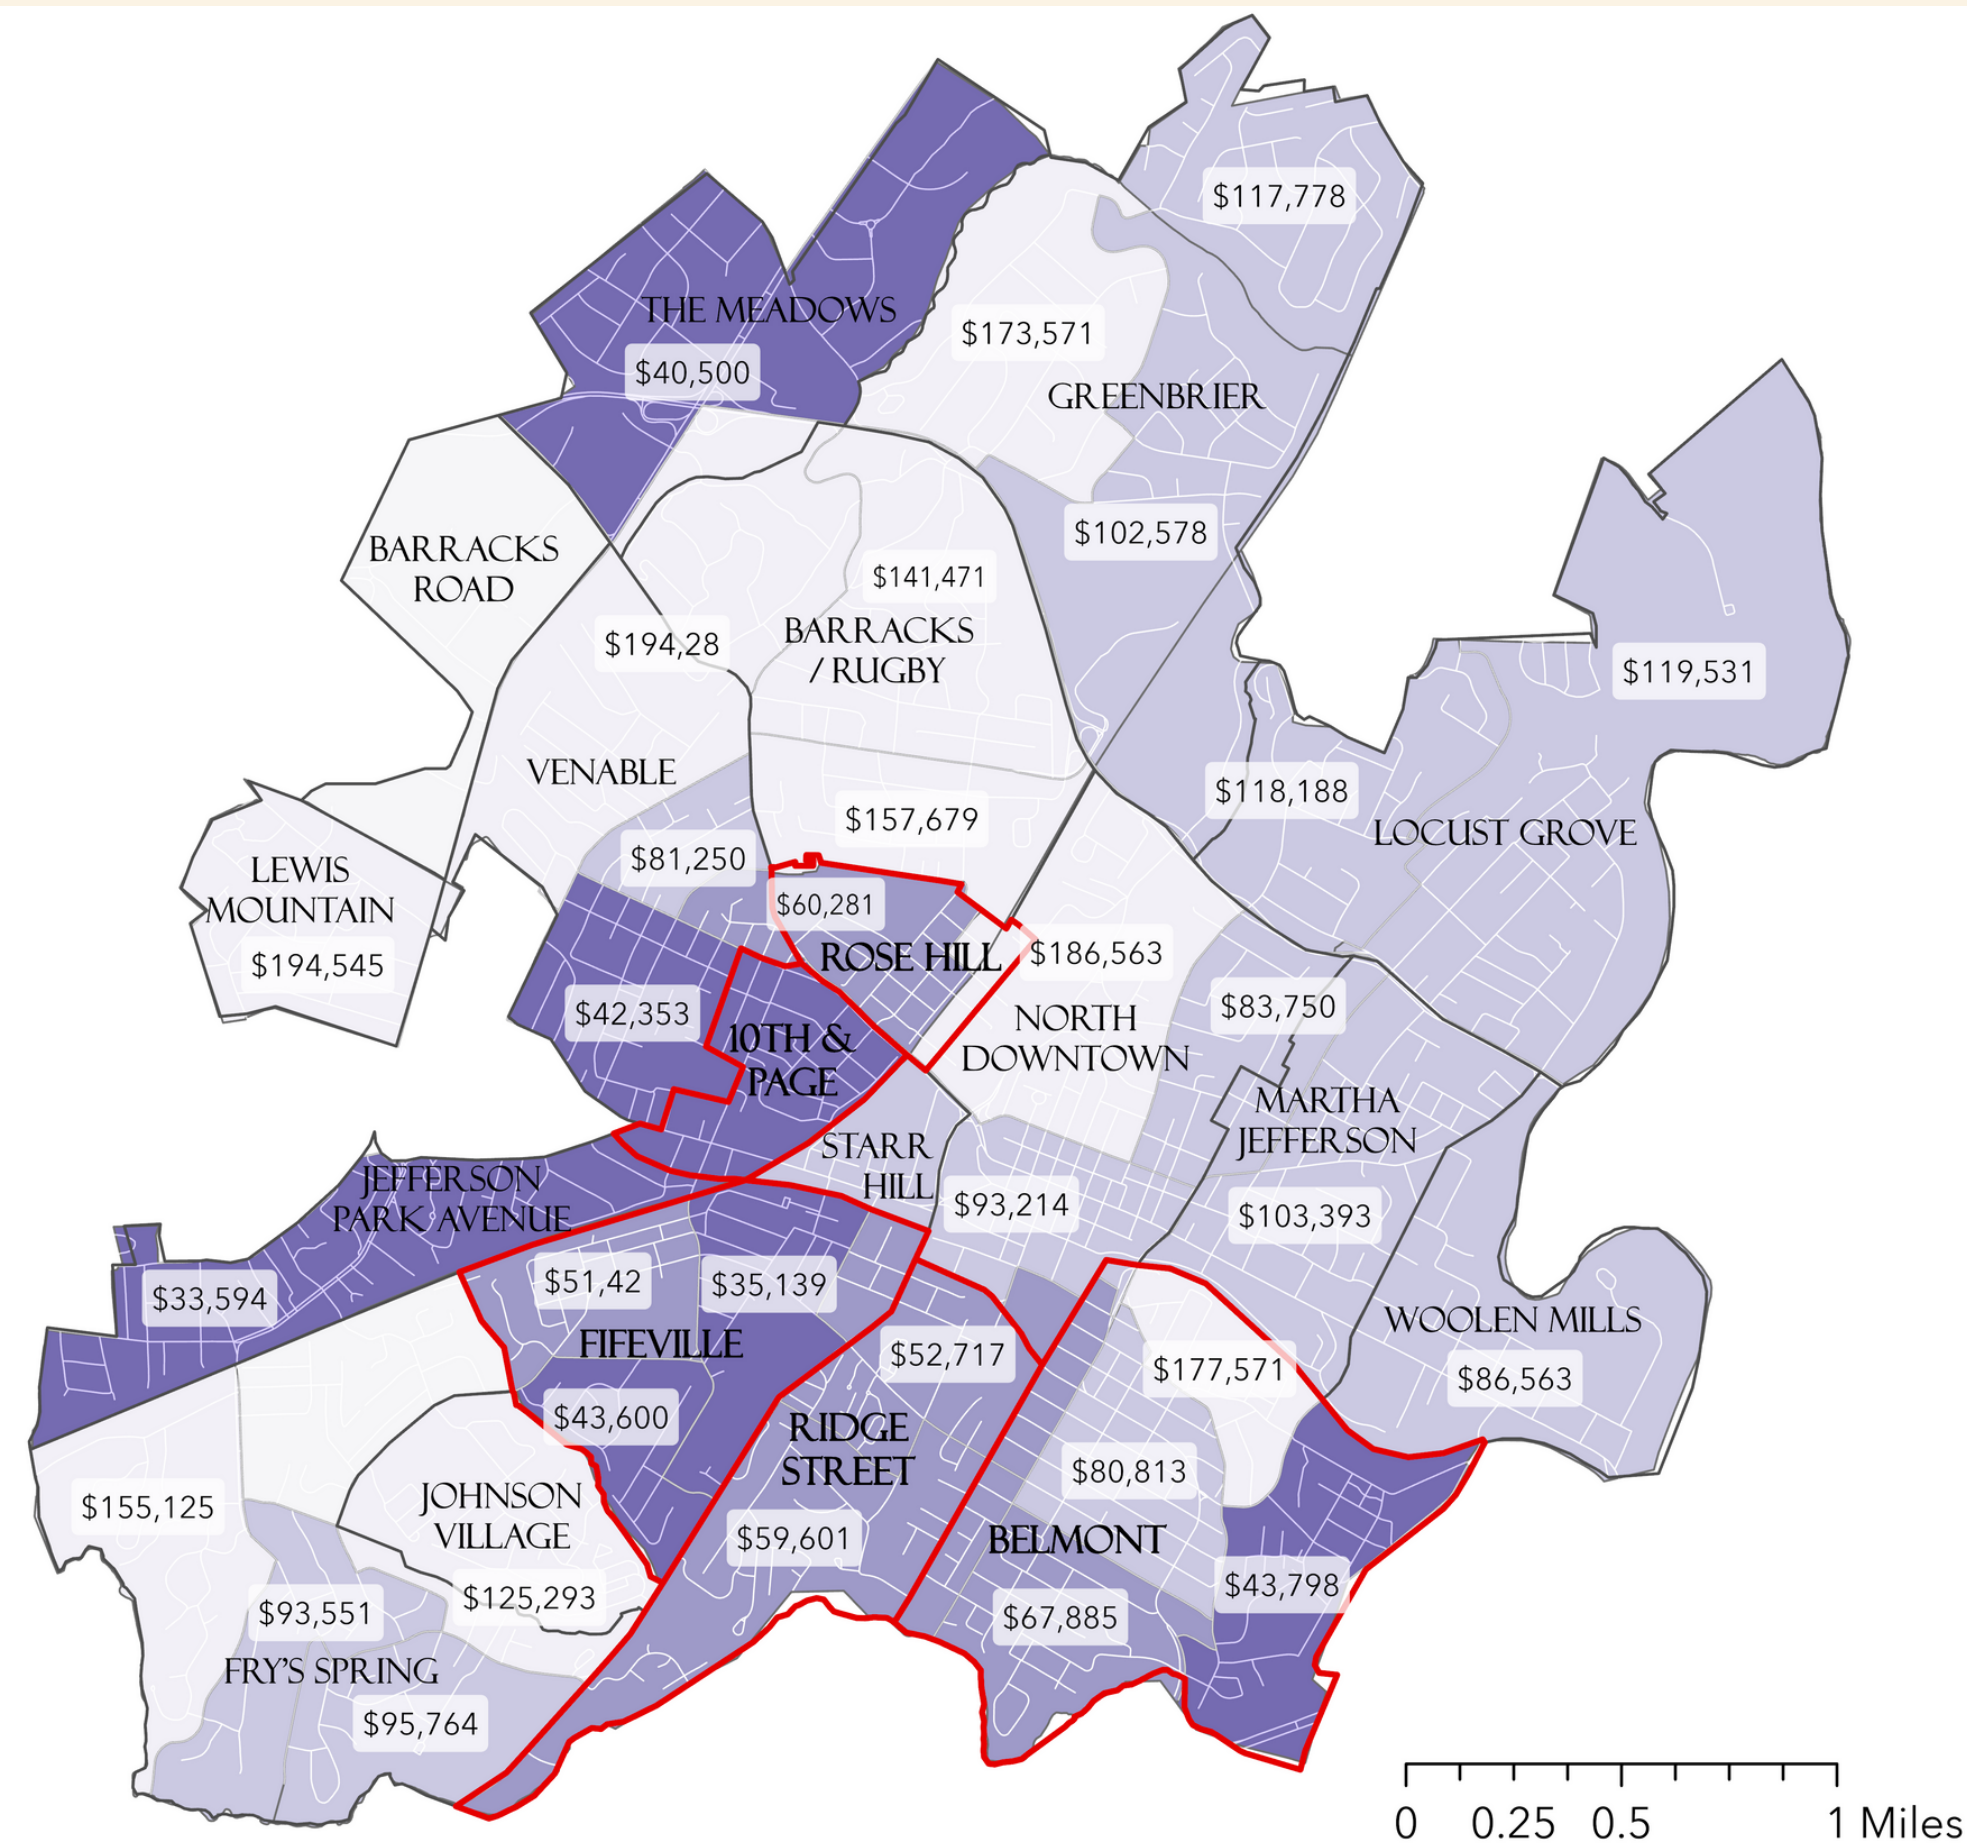 $117,778
THE MEADOWS
$173,571
$40,500
GREENBRIER
$102,578
BARRACKS
ROAD
$141,471
$194,28
BARRACKS
/ RUGBY
$119,531
VENABLE
$118,188
$157,679
LOCUST GROVE
$81,250
LEWIS
MOUNTAIN
$194,545
$60,281
ROSE HILL
$186,563
$42,353
$83,750
10TH &
PAGE
NORTH
DOWNTOWN
MARTHA
JEFFERSON
STARR
HILL
JEFFERSON
PARK AVENUE
$93,214
$103,393
$33,594
$51,42
$35,139
FIFEVILLE
$52,717
$177,571
WOOLEN MILLS
$86,563
$43,600
RIDGE
STREET
$80,813
$155,125
JOHNSON
VILLAGE
$59,601
BELMONT
$125,293
$43,798
$93,551
$67,885
FRY'S SPRING
$95,764
0 0.25 0.5 1 Miles